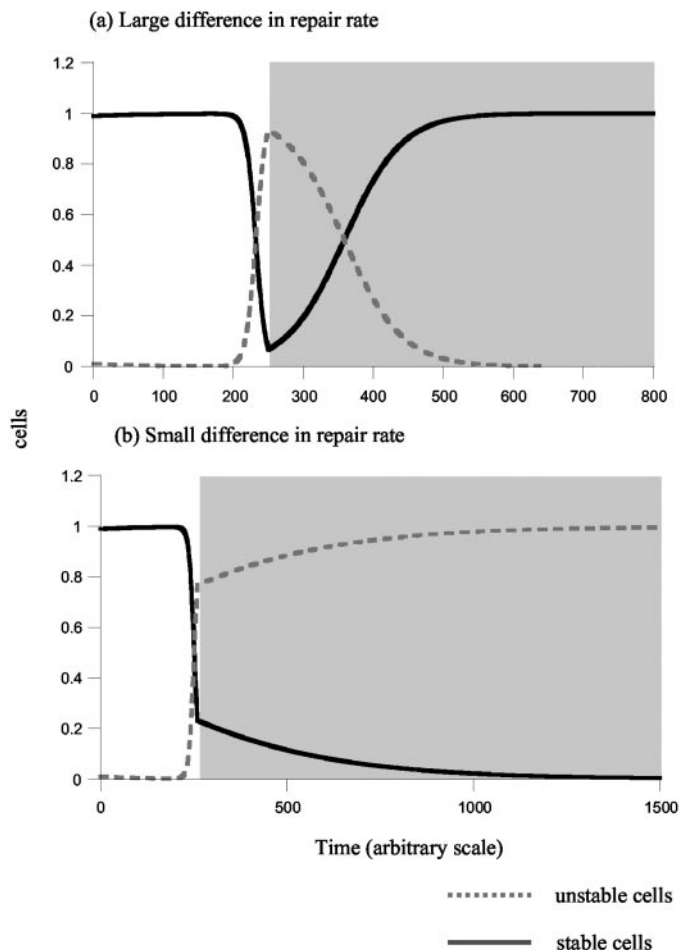 (a) Large difference in repair rate
1.2
1
0.8
0.6
0.4
0.2
0
0 100 200 300 400 500 600 700 800
cells
(b) Small difference in repair rate
1.2
1
0.8
0.6
0.4
0.2
0
0 500 1000 1500
Time (arbitrary scale)
unstable cells
stable cells